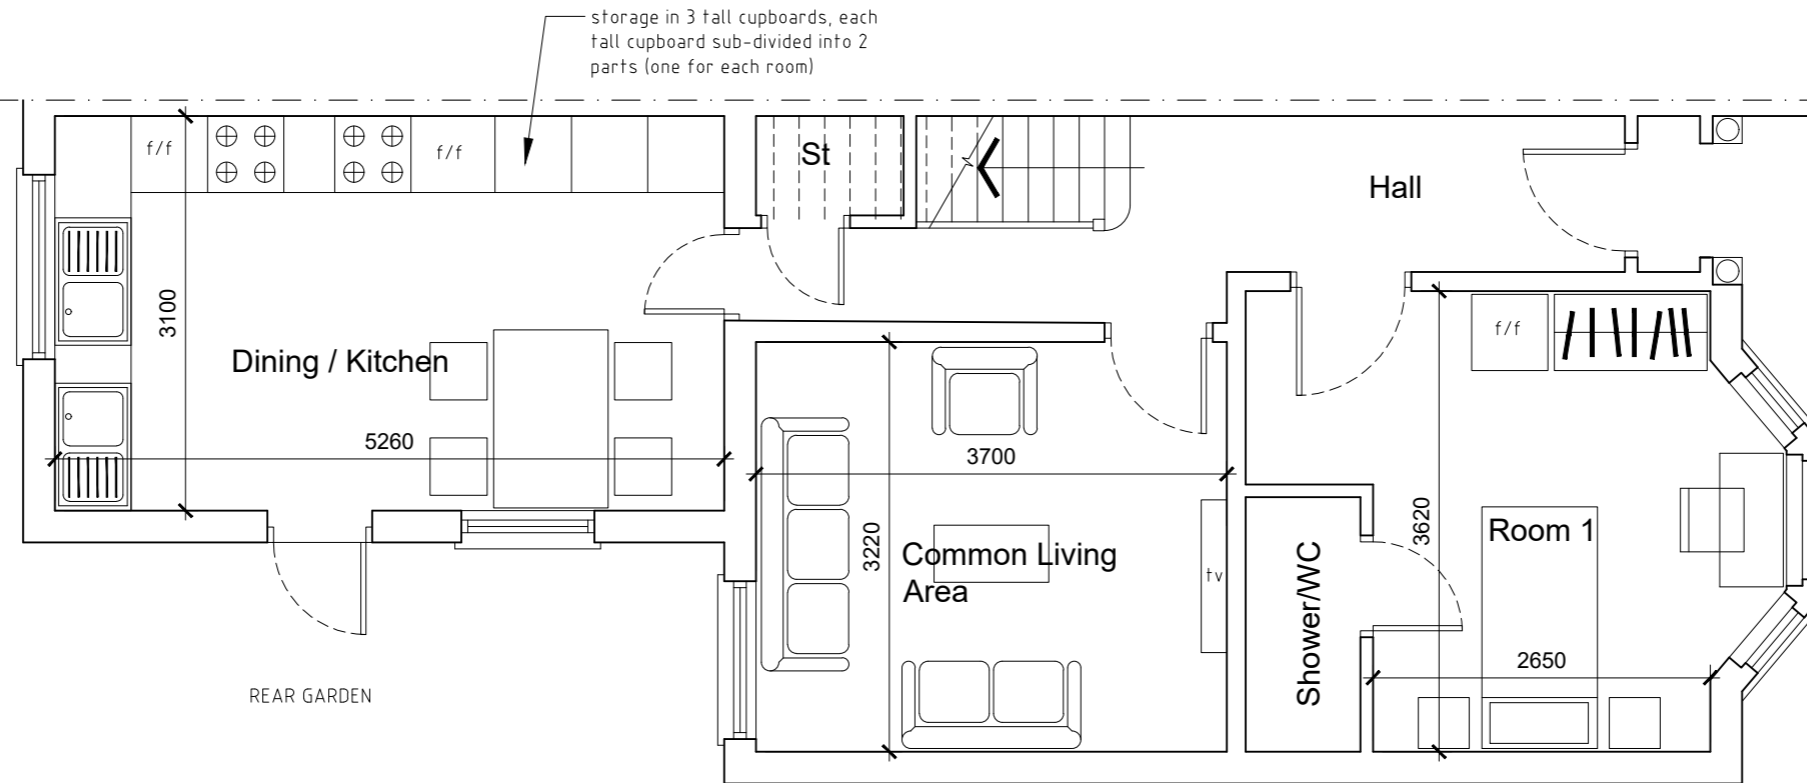 storage in 3 tall cupboards, each
tall cupboard sub-divided into 2
parts (one for each room)
f/f
f/f
St
Hall
3100
Dining / Kitchen
5260
f/f
3700
3220
Common Living
Area
tv
Shower/WC
3620
Room 1
2650
REAR GARDEN